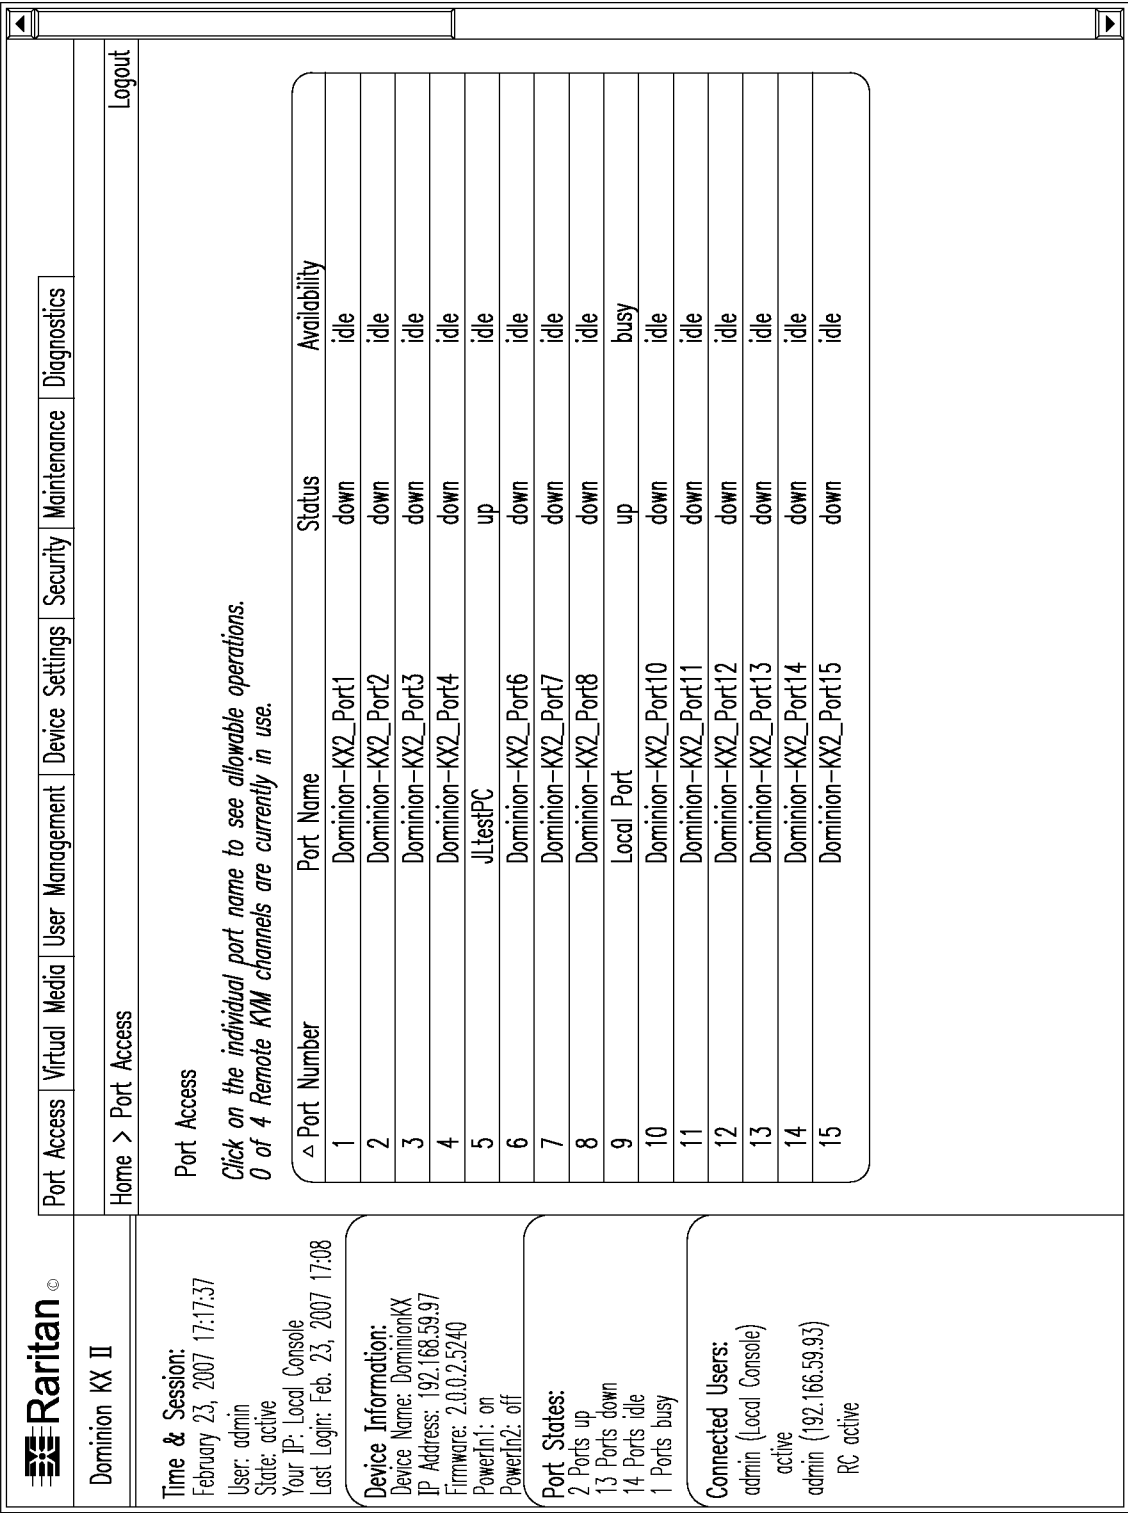 Raritan ©
Port Access | Virtual Media | User Management | Device Settings | Security | Maintenance | Diagnostics
Dominion KX II
Home > Port Access
Logout
Time & Session:
February 23, 2007 17:17:37
User: admin
State: active
Your IP: Local Console
Last Login: Feb. 23, 2007 17:08
Device Information:
Device Name: DominionKX
IP Address: 192.168.59.97
Firmware: 2.0.0.2.5240
PowerIn1: on
PowerIn2: off
Port States:
2 Ports up
13 Ports down
14 Ports idle
1 Ports busy
Connected Users:
admin (Local Console)
active
admin (192.166.59.93)
RC active
Port Access
Click on the individual port name to see allowable operations.
0 of 4 Remote KVM channels are currently in use.
△ Port Number Port Name Status Availability
1 Dominion-KX2_Port1 down idle
2 Dominion-KX2_Port2 down idle
3 Dominion-KX2_Port3 down idle
4 Dominion-KX2_Port4 down idle
5 JLtestPC up idle
6 Dominion-KX2_Port6 down idle
7 Dominion-KX2_Port7 down idle
8 Dominion-KX2_Port8 down idle
9 Local Port up busy
10 Dominion-KX2_Port10 down idle
11 Dominion-KX2_Port11 down idle
12 Dominion-KX2_Port12 down idle
13 Dominion-KX2_Port13 down idle
14 Dominion-KX2_Port14 down idle
15 Dominion-KX2_Port15 down idle